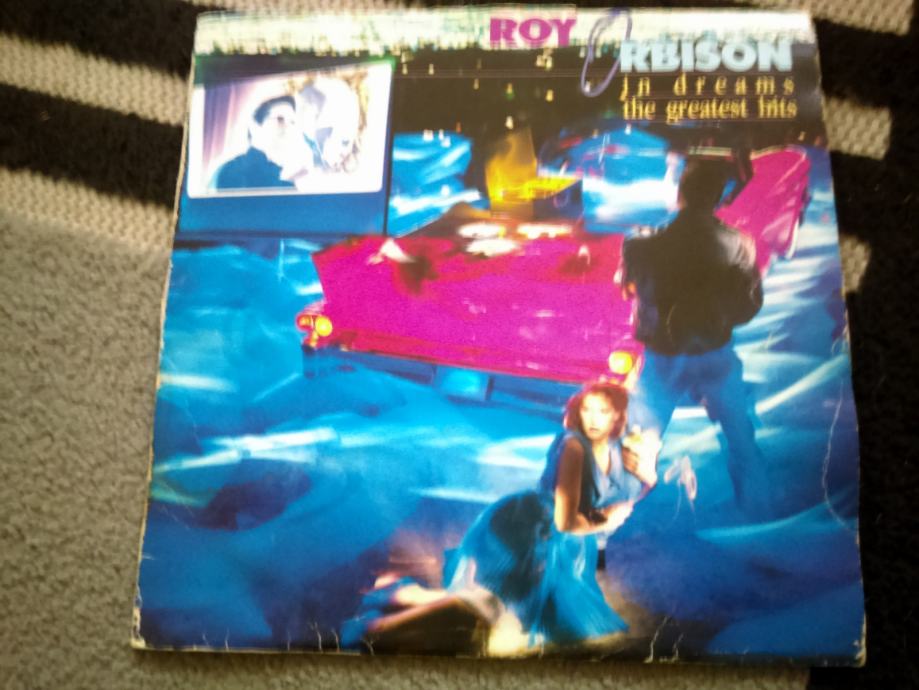 ROY
ORBISON
in dreams
the greatest hits